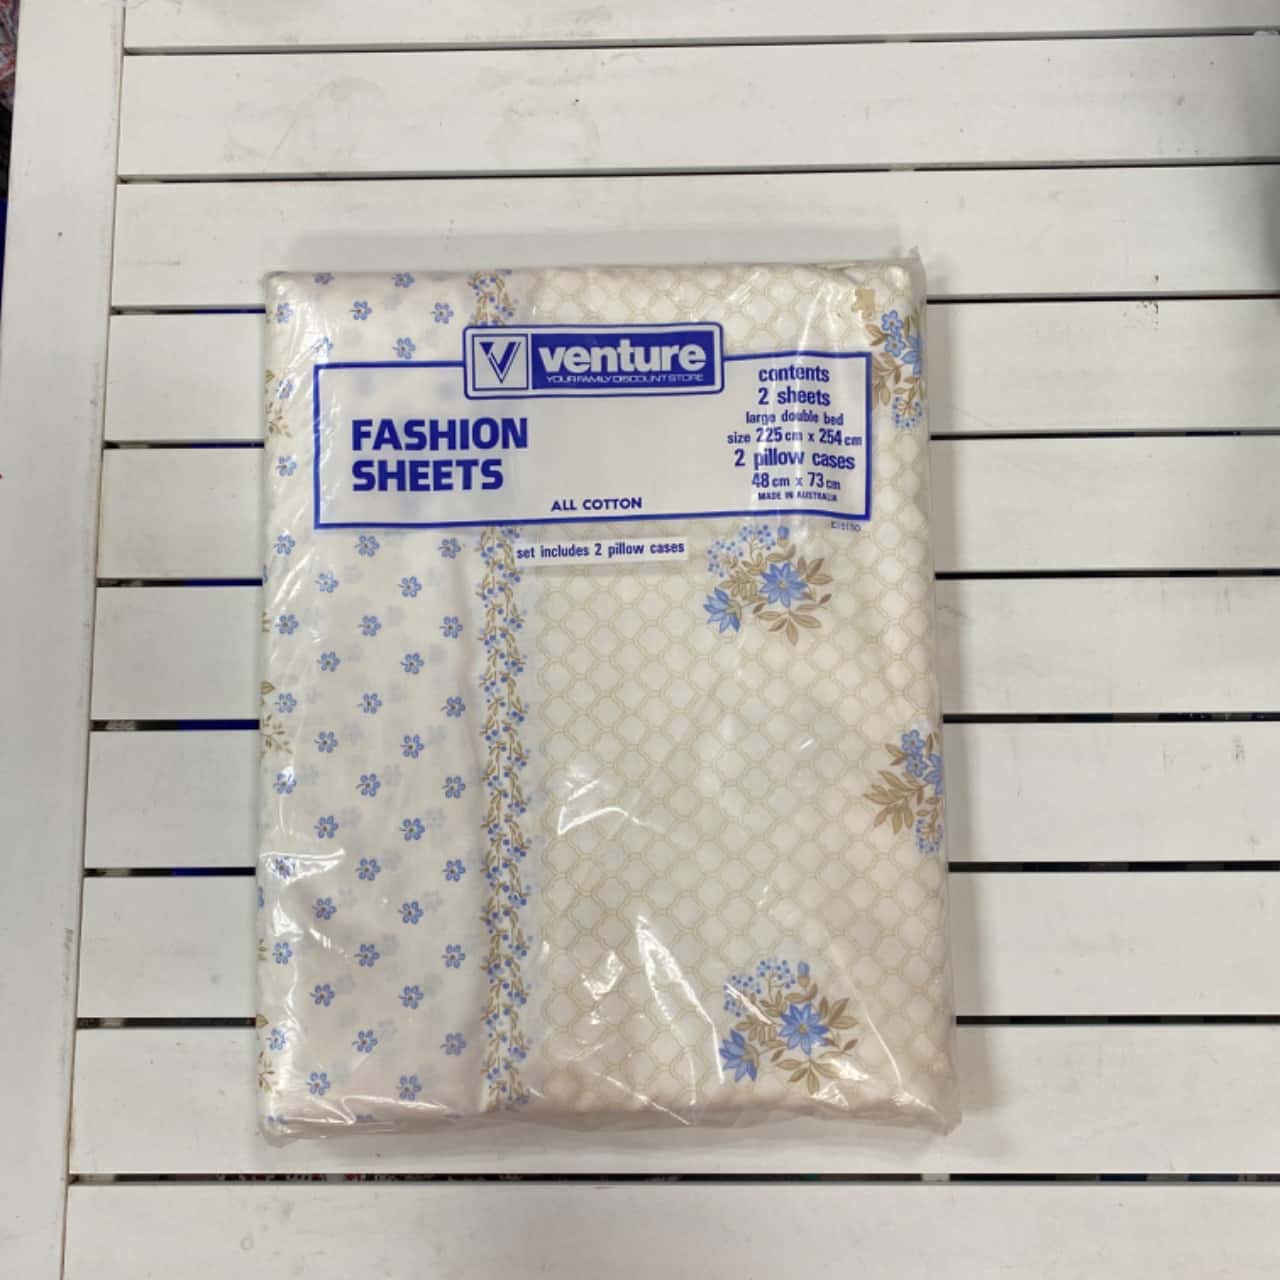 venture
YOUR FAMILY DISCOUNT STORE
FASHION
SHEETS
ALL COTTON
contents
2 sheets
large double bed
size 225 cm x 254 cm
2 pillow cases
48 cm x 73 cm
MADE IN AUSTRALIA
set includes 2 pillow cases